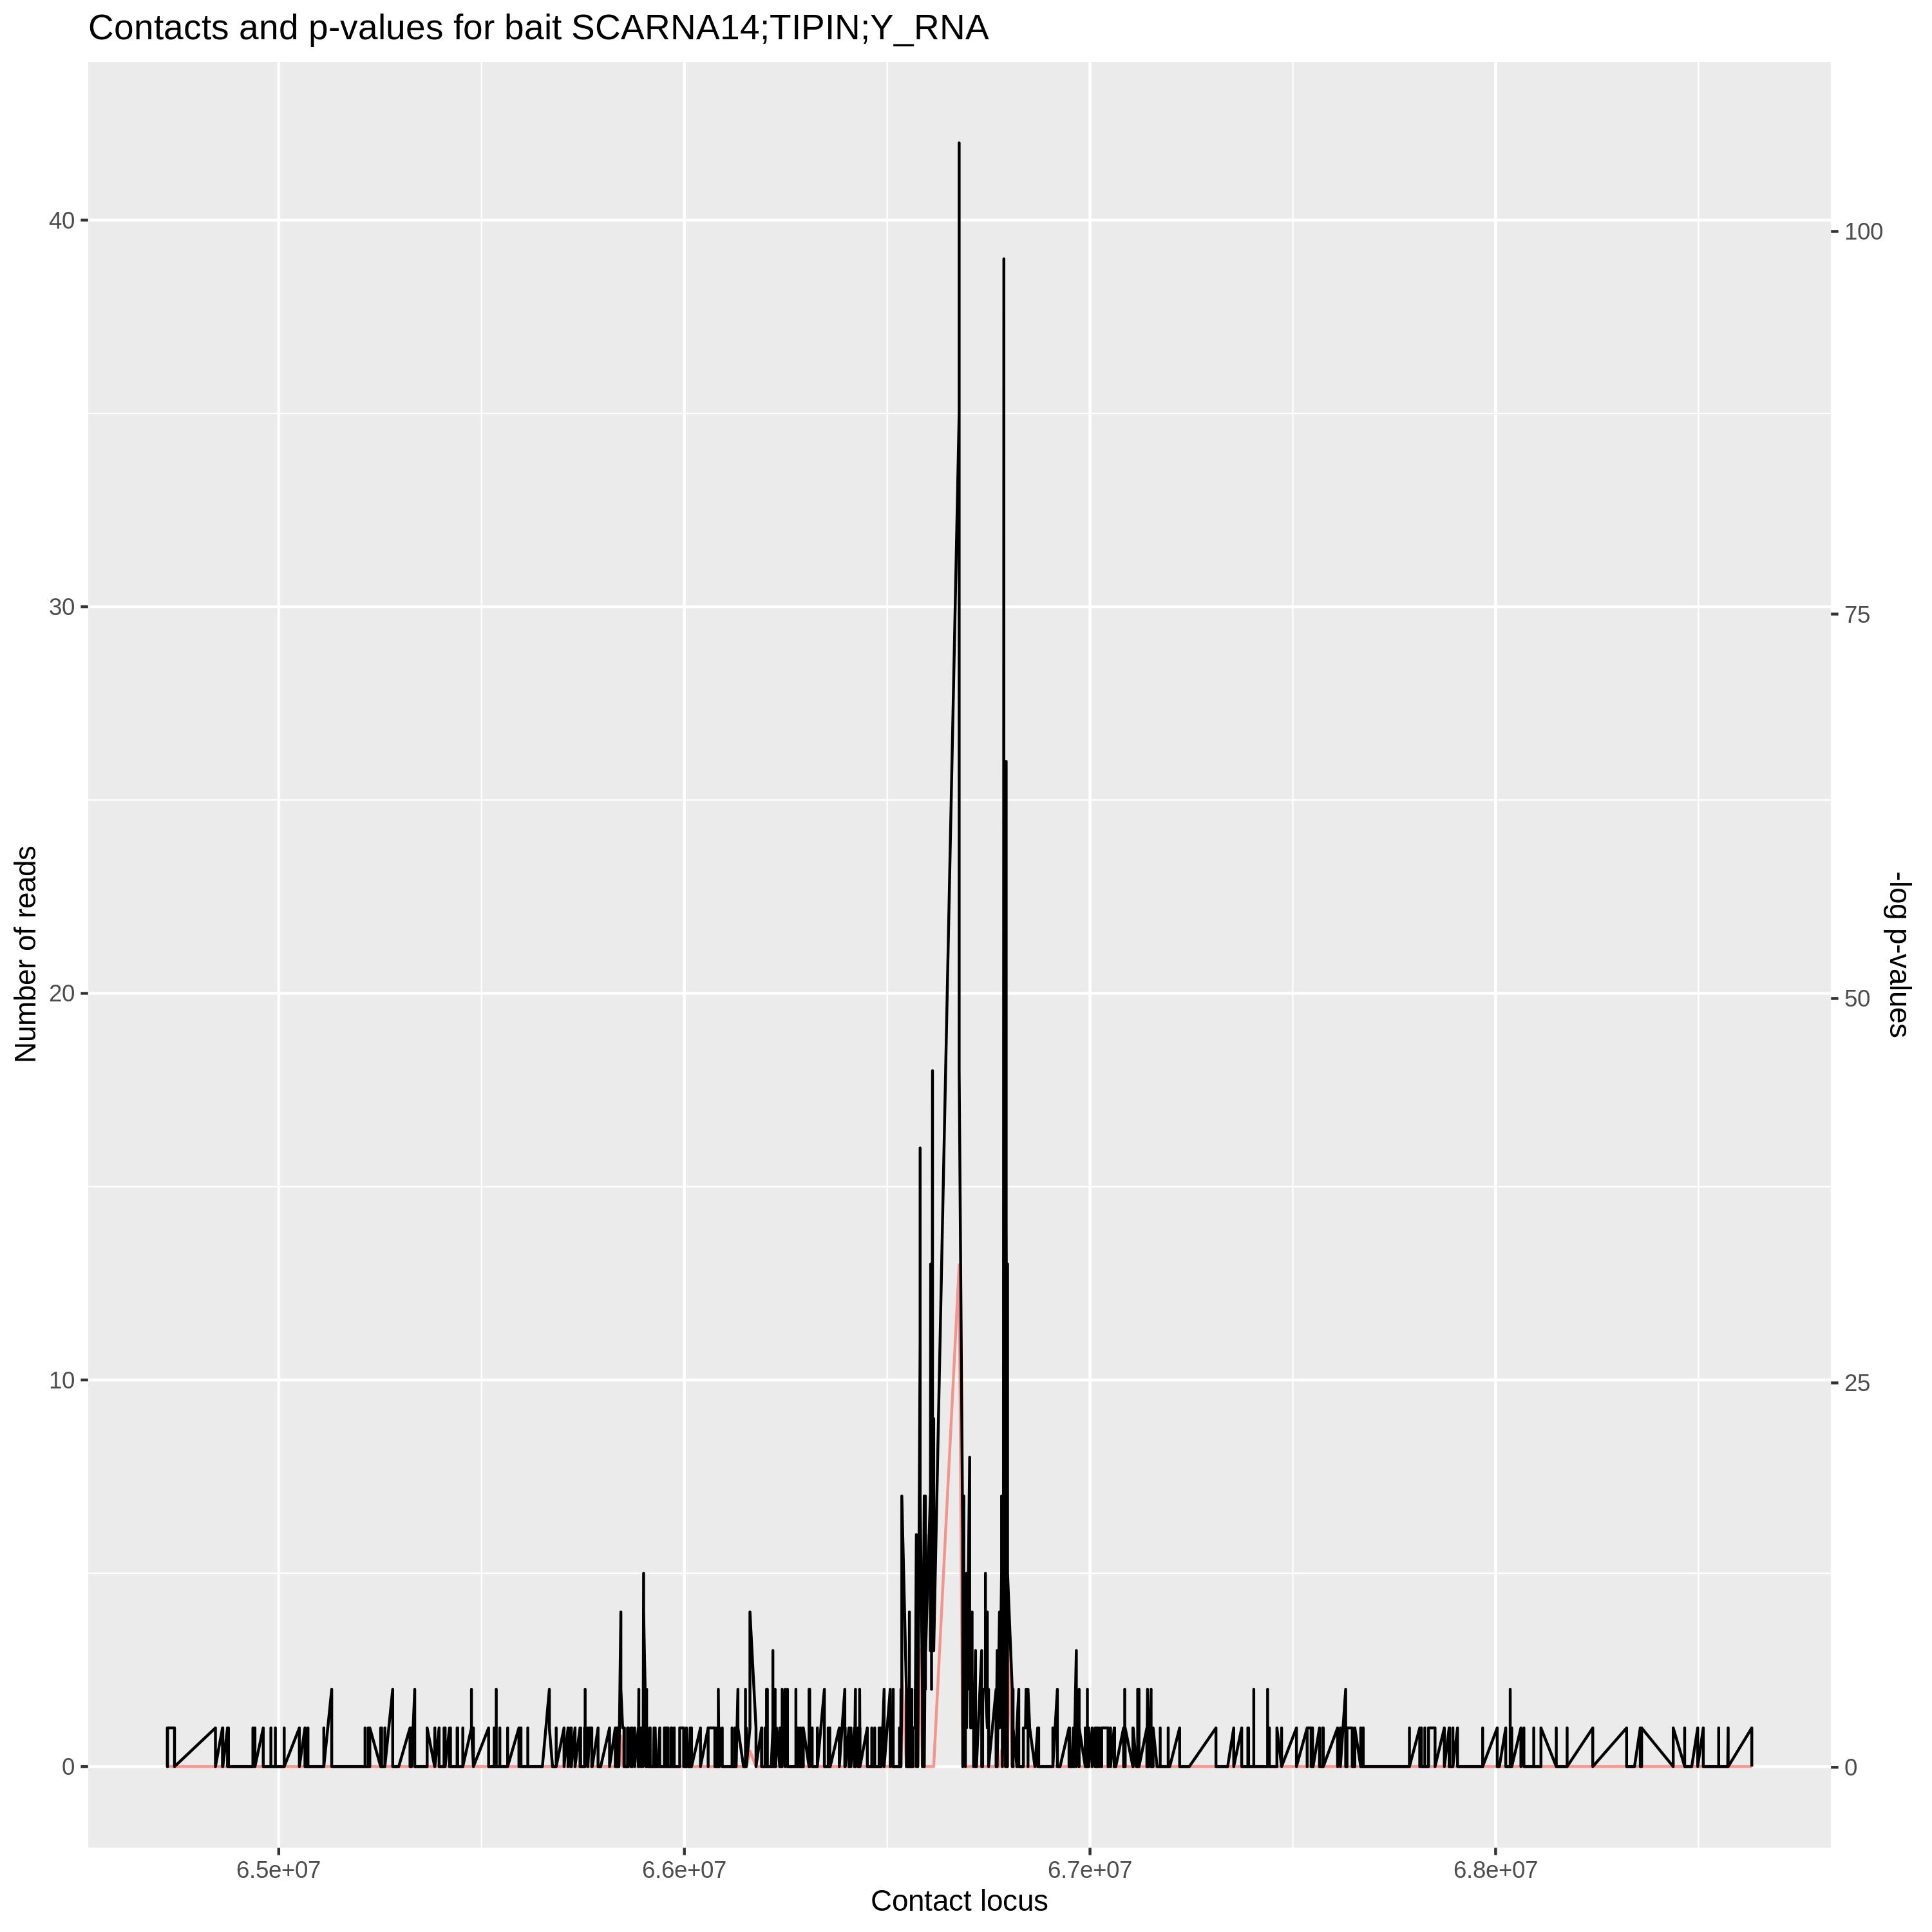 Contacts and p-values for bait SCARNA14;TIPIN;Y_RNA
40
30
20
10
0
Number of reads
100
75
50
25
0
-log p-values
6.5e+07
6.6e+07
6.7e+07
6.8e+07
Contact locus